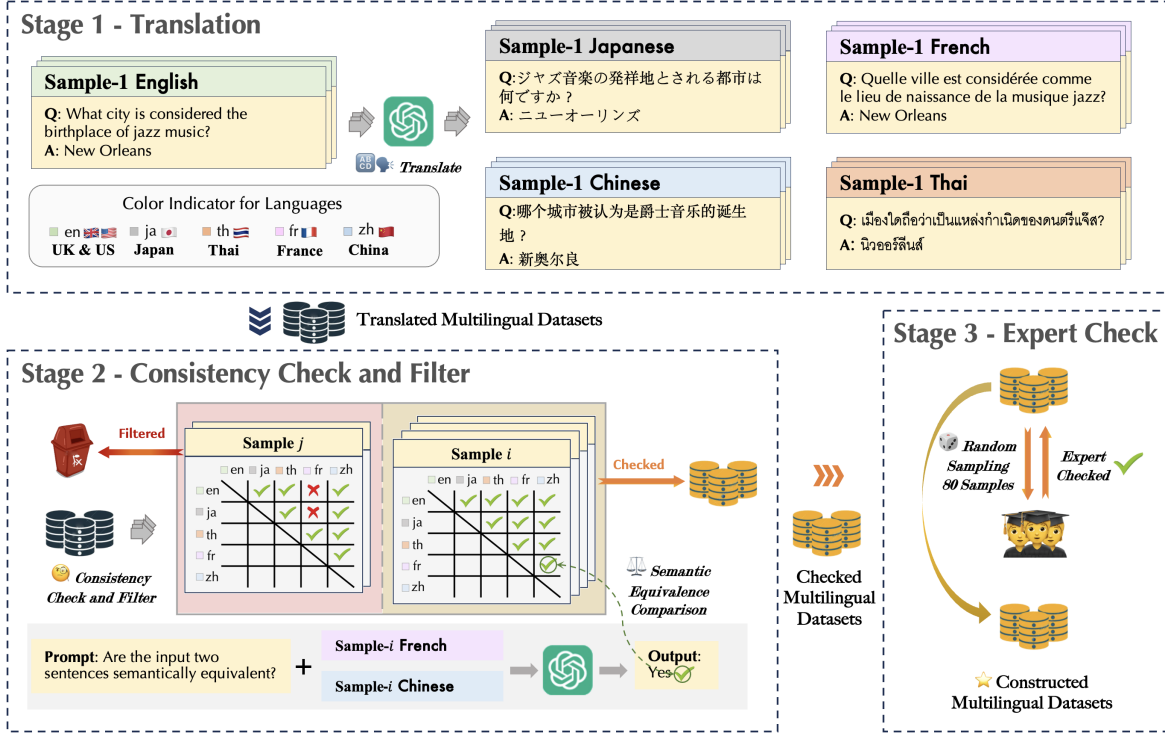 Stage 1 - Translation
Sample-1 English
Q: What city is considered the
birthplace of jazz music?
A: New Orleans
ABCD
Translate
Sample-1 Japanese
Q:ジャズ音楽の発祥地とされる都市は
何ですか ?
A: ニューオーリンズ
Sample-1 French
Q: Quelle ville est considérée comme
le lieu de naissance de la musique jazz?
A: New Orleans
Sample-1 Chinese
Q:哪个城市被认为是爵士音乐的诞生
地 ?
A: 新奥尔良
Sample-1 Thai
Q: เมืองใดถือว่าเป็นแหล่งกำเนิดของดนตรีแจ๊ส?
A: นิวออร์ลีนส์
Color Indicator for Languages
en ja th fr zh
UK & US Japan Thai France China
Translated Multilingual Datasets
Stage 2 - Consistency Check and Filter
Filtered
Sample j
en ja th fr zh
en
ja
th
fr
zh
Sample i
en ja th fr zh
en
ja
th
fr
zh
Checked
Consistency
Check and Filter
Semantic
Equivalence
Comparison
Prompt: Are the input two
sentences semantically equivalent?
+
Sample-i French
Sample-i Chinese
Output:
Yes
Checked
Multilingual
Datasets
Stage 3 - Expert Check
Random
Sampling
80 Samples
Expert
Checked
Constructed
Multilingual Datasets